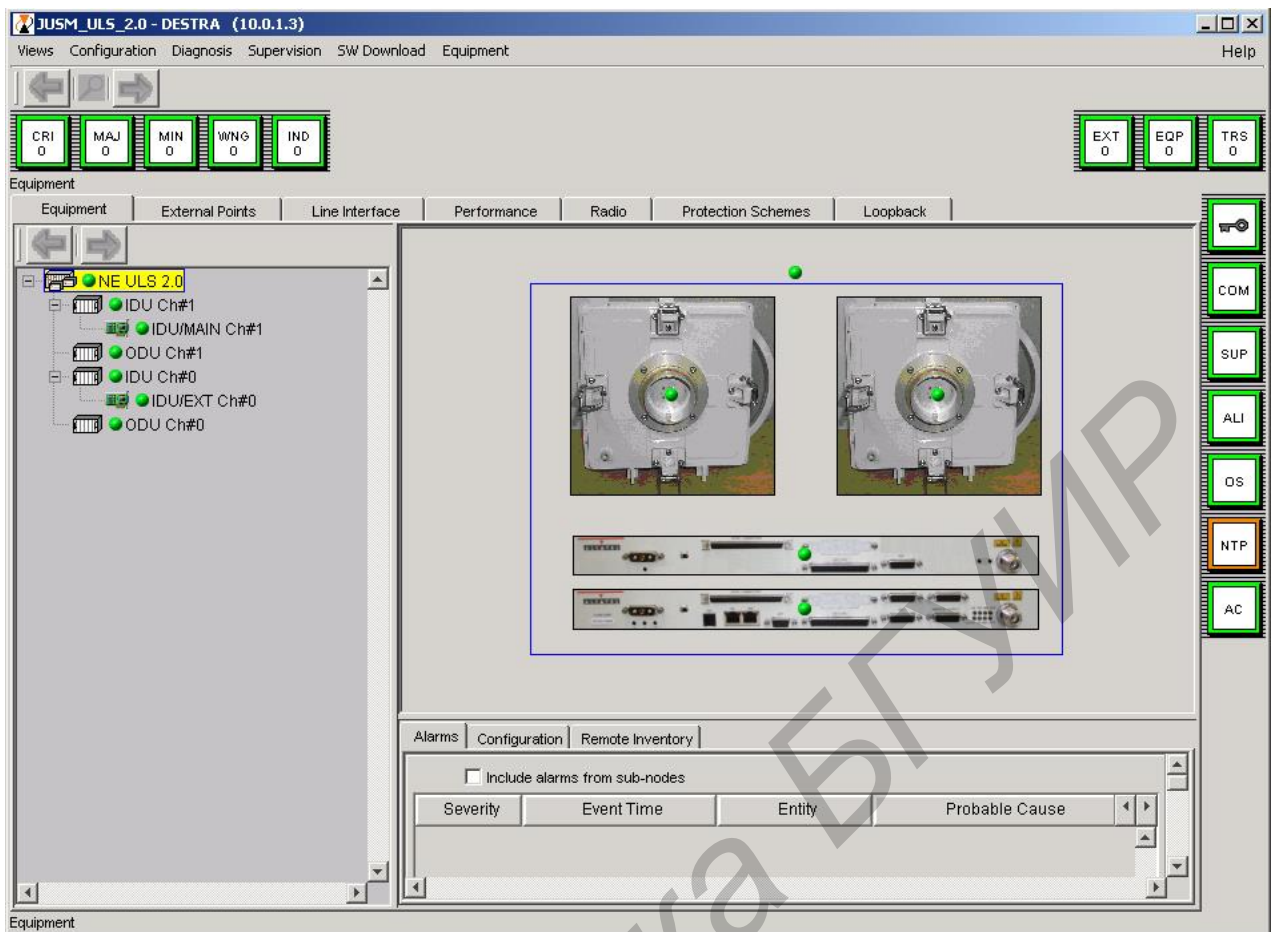 JUSM_ULS_2.0 - DESTRA (10.0.1.3)
Views Configuration Diagnosis Supervision SW Download Equipment Help
CRI 0
MAJ 0
MIN 0
WNG 0
IND 0
EXT 0
EQP 0
TRS 0
Equipment
Equipment External Points Line Interface Performance Radio Protection Schemes Loopback
NE ULS 2.0
IDU Ch#1
IDU/MAIN Ch#1
ODU Ch#1
IDU Ch#0
IDU/EXT Ch#0
ODU Ch#0
COM
SUP
ALI
OS
NTP
AC
Alarms Configuration Remote Inventory
Include alarms from sub-nodes
Severity Event Time Entity Probable Cause
Equipment
ка БГУИР